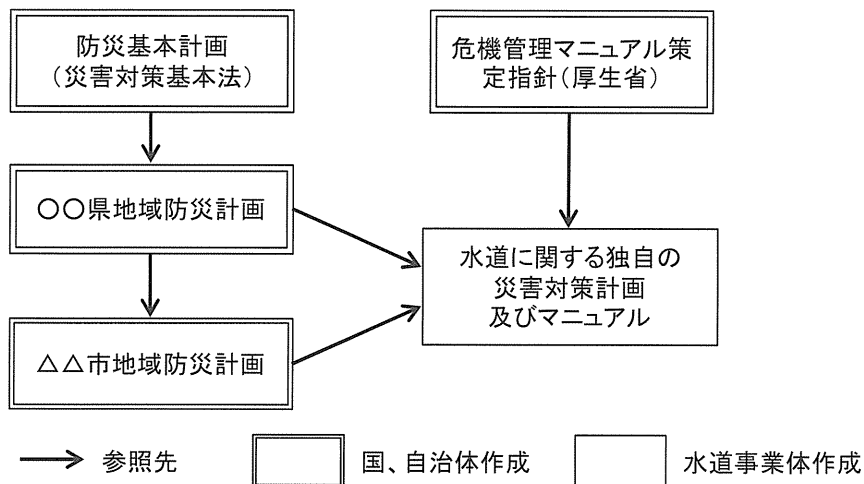 防災基本計画
（災害対策基本法）
危機管理マニュアル策
定指針（厚生省）
〇〇県地域防災計画
水道に関する独自の
災害対策計画
及びマニュアル
△△市地域防災計画
参照先
国、自治体作成
水道事業体作成